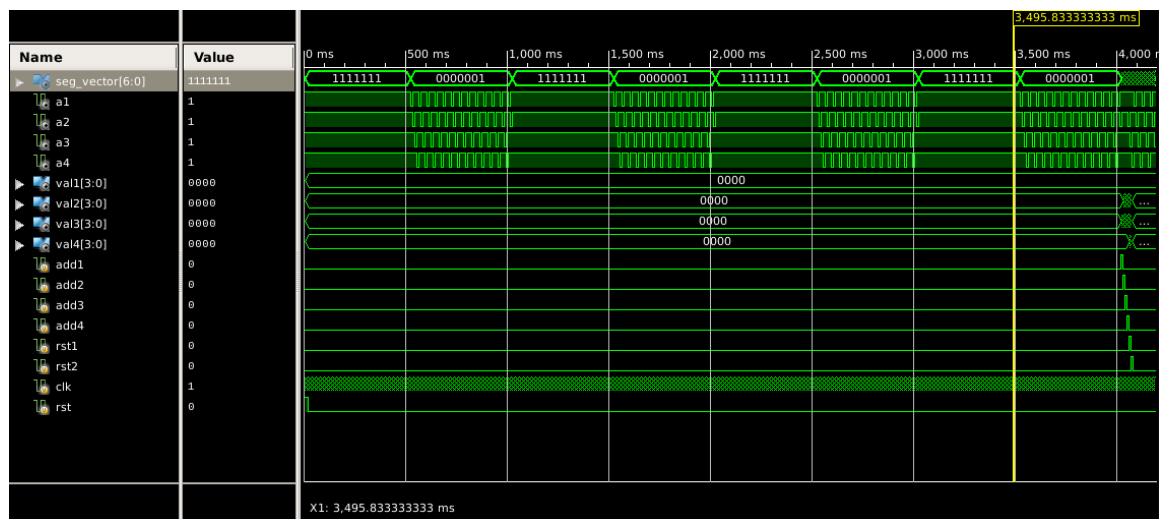 3,495.833333333 ms
Name Value
0 ms 500 ms 1,000 ms 1,500 ms 2,000 ms 2,500 ms 3,000 ms 3,500 ms 4,000
seg_vector[6:0] 1111111 1111111 0000001 1111111 0000001 1111111 0000001 1111111 0000001
a1 1
a2 1
a3 1
a4 1
val1[3:0] 0000 0000
val2[3:0] 0000 0000 ...
val3[3:0] 0000 0000 ...
val4[3:0] 0000 0000 ...
add1 0
add2 0
add3 0
add4 0
rst1 0
rst2 0
clk 1
rst 0
X1: 3,495.833333333 ms